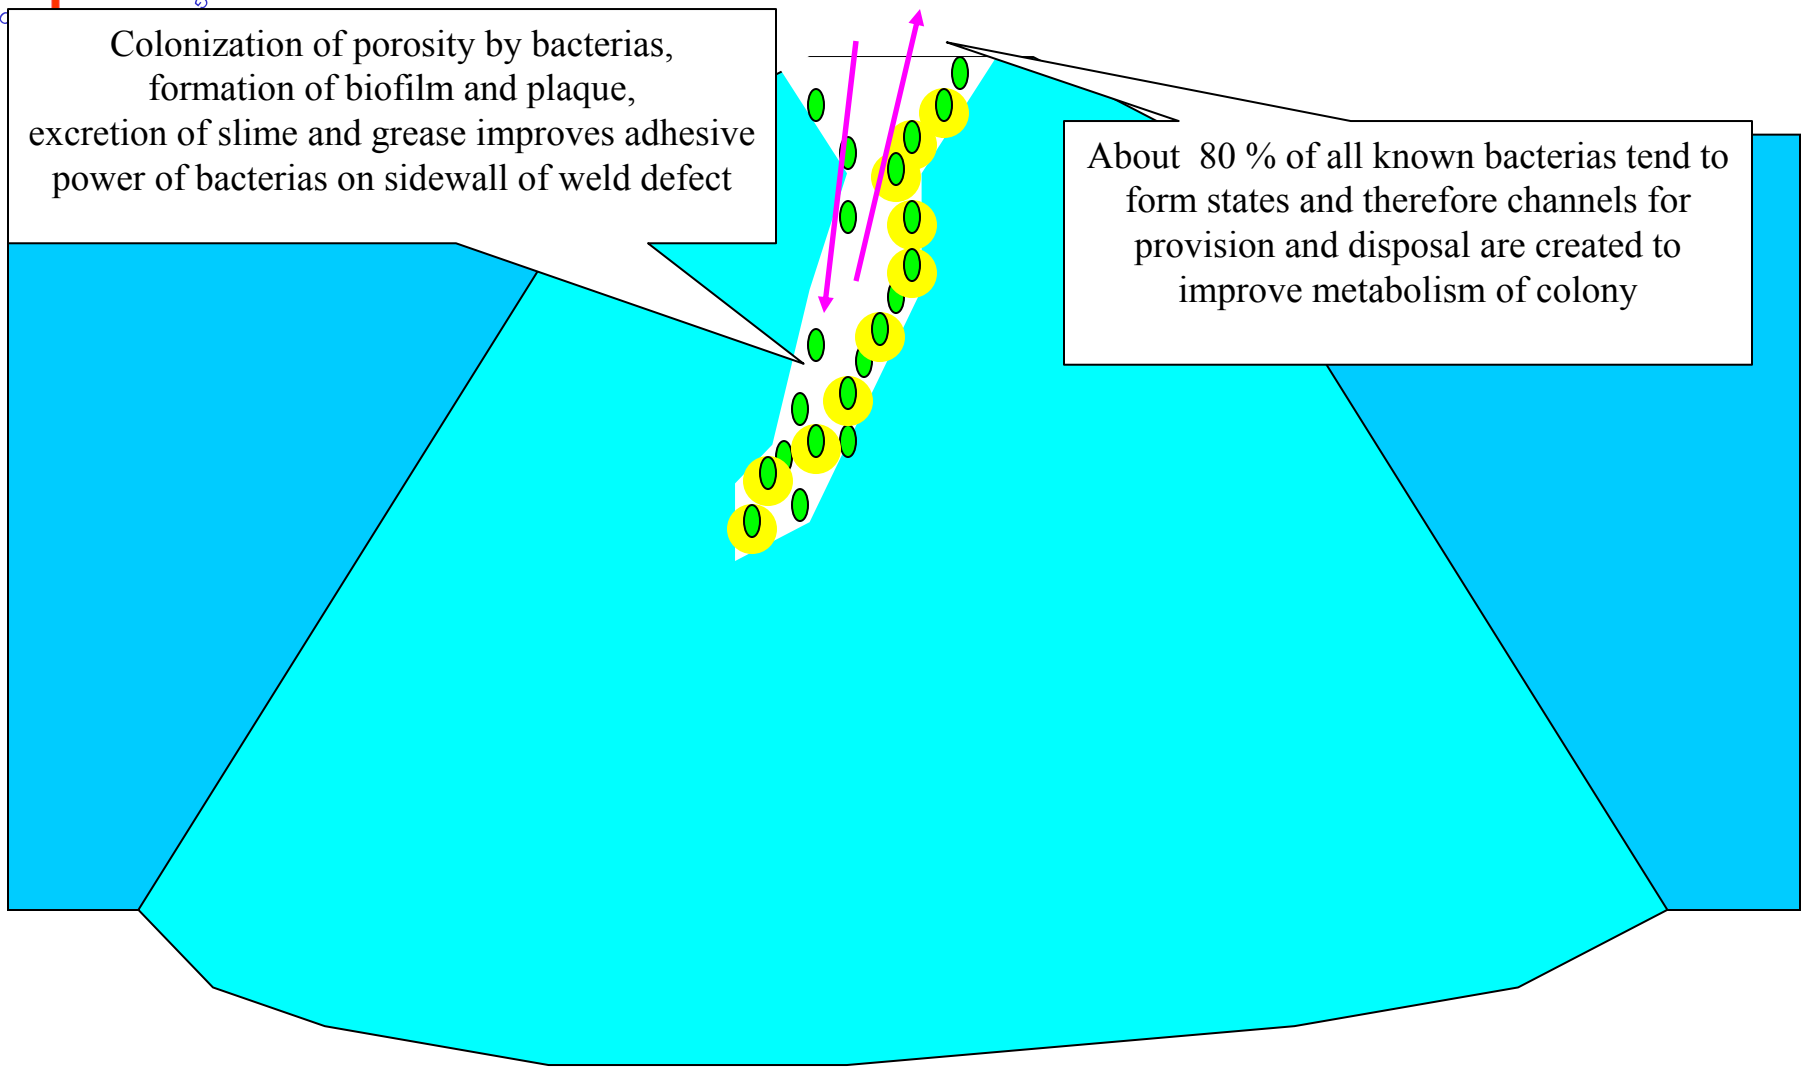 Colonization of porosity by bacterias,
formation of biofilm and plaque,
excretion of slime and grease improves adhesive
power of bacterias on sidewall of weld defect
About  80 % of all known bacterias tend to
form states and therefore channels for
provision and disposal are created to
improve metabolism of colony